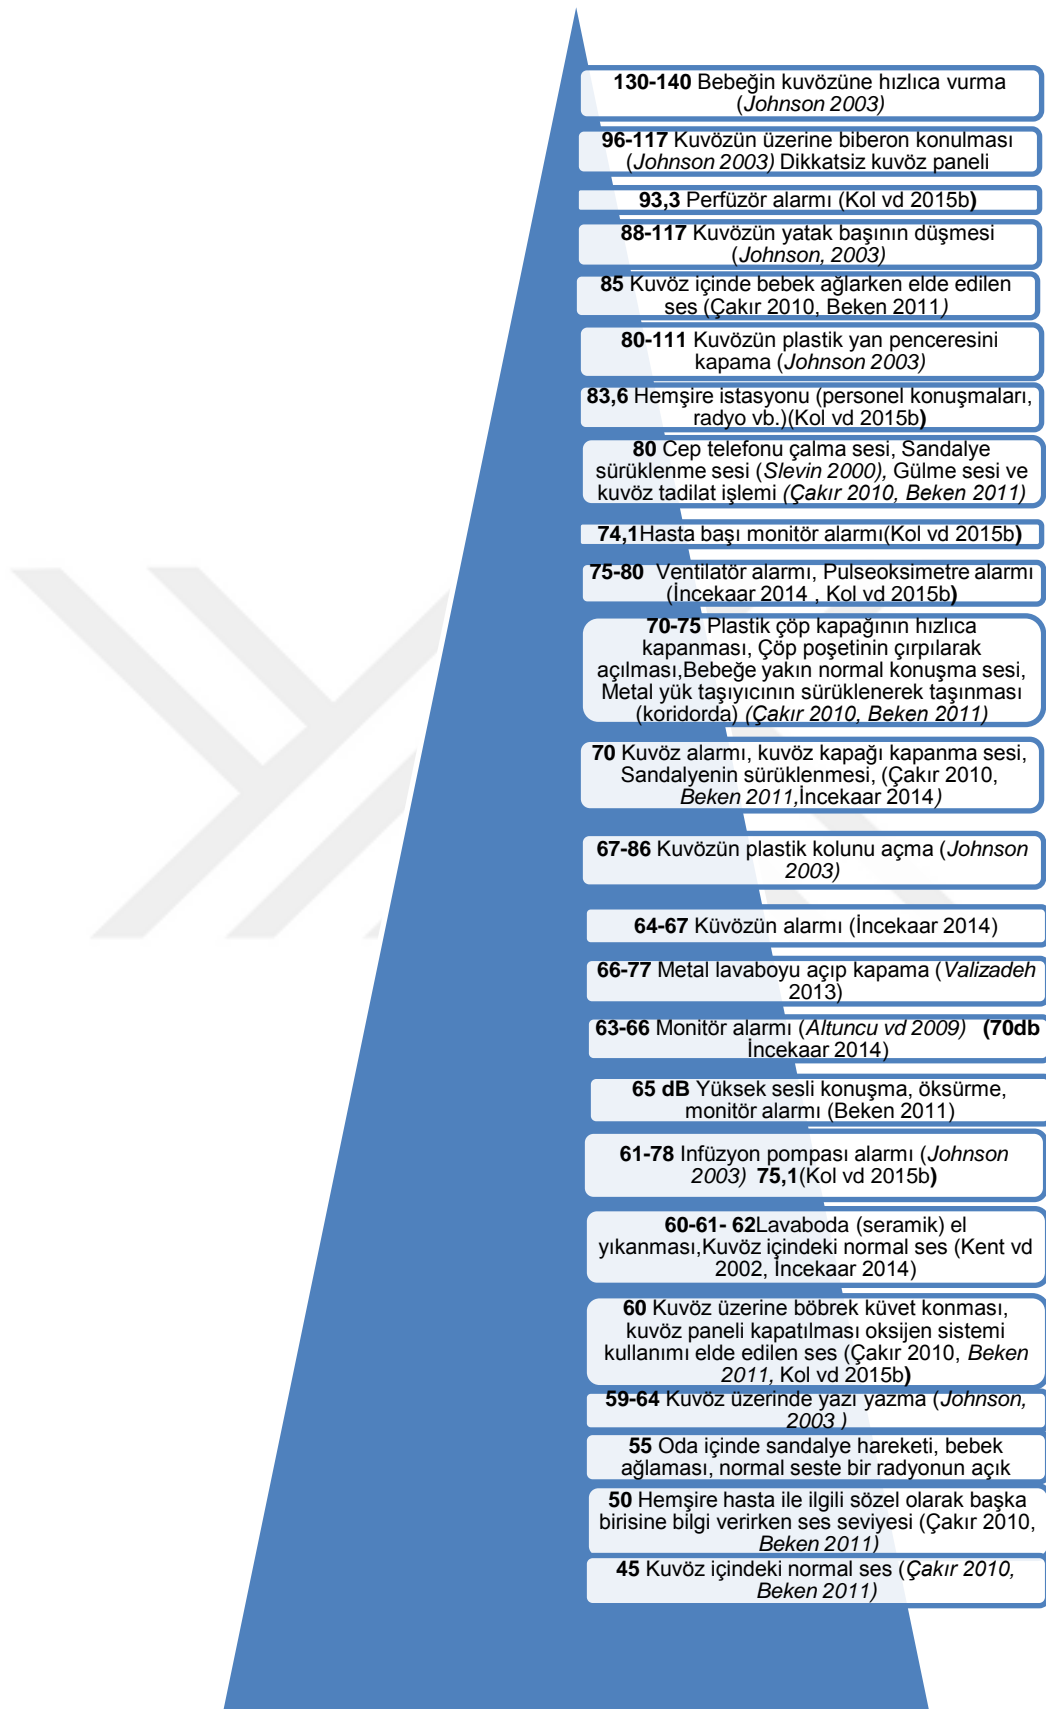 130-140 Bebeğin kuvözüne hızlıca vurma
(Johnson 2003)
96-117 Kuvözün üzerine biberon konulması
(Johnson 2003) Dikkatsiz kuvöz paneli
93,3 Perfüzör alarmı (Kol vd 2015b)
88-117 Kuvözün yatak başının düşmesi
(Johnson, 2003)
85 Kuvöz içinde bebek ağlarken elde edilen
ses (Çakır 2010, Beken 2011)
80-111 Kuvözün plastik yan penceresini
kapama (Johnson 2003)
83,6 Hemşire istasyonu (personel konuşmaları,
radyo vb.)(Kol vd 2015b)
80 Cep telefonu çalma sesi, Sandalye
sürüklenme sesi (Slevin 2000), Gülme sesi ve
kuvöz tadilat işlemi (Çakır 2010, Beken 2011)
74,1Hasta başı monitör alarmı(Kol vd 2015b)
75-80 Ventilatör alarmı, Pulseoksimetre alarmı
(İncekaar 2014 , Kol vd 2015b)
70-75 Plastik çöp kapağının hızlıca
kapanması, Çöp poşetinin çırpılarak
açılması,Bebeğe yakın normal konuşma sesi,
Metal yük taşıyıcının sürüklenerek taşınması
(koridorda) (Çakır 2010, Beken 2011)
70 Kuvöz alarmı, kuvöz kapağı kapanma sesi,
Sandalyenin sürüklenmesi, (Çakır 2010,
Beken 2011,İncekaar 2014)
67-86 Kuvözün plastik kolunu açma (Johnson
2003)
64-67 Küvözün alarmı (İncekaar 2014)
66-77 Metal lavaboyu açıp kapama (Valizadeh
2013)
63-66 Monitör alarmı (Altuncu vd 2009) (70db
İncekaar 2014)
65 dB Yüksek sesli konuşma, öksürme,
monitör alarmı (Beken 2011)
61-78 Infüzyon pompası alarmı (Johnson
2003) 75,1(Kol vd 2015b)
60-61- 62Lavaboda (seramik) el
yıkanması,Kuvöz içindeki normal ses (Kent vd
2002, İncekaar 2014)
60 Kuvöz üzerine böbrek küvet konması,
kuvöz paneli kapatılması oksijen sistemi
kullanımı elde edilen ses (Çakır 2010, Beken
2011, Kol vd 2015b)
59-64 Kuvöz üzerinde yazı yazma (Johnson,
2003 )
55 Oda içinde sandalye hareketi, bebek
ağlaması, normal seste bir radyonun açık
50 Hemşire hasta ile ilgili sözel olarak başka
birisine bilgi verirken ses seviyesi (Çakır 2010,
Beken 2011)
45 Kuvöz içindeki normal ses (Çakır 2010,
Beken 2011)